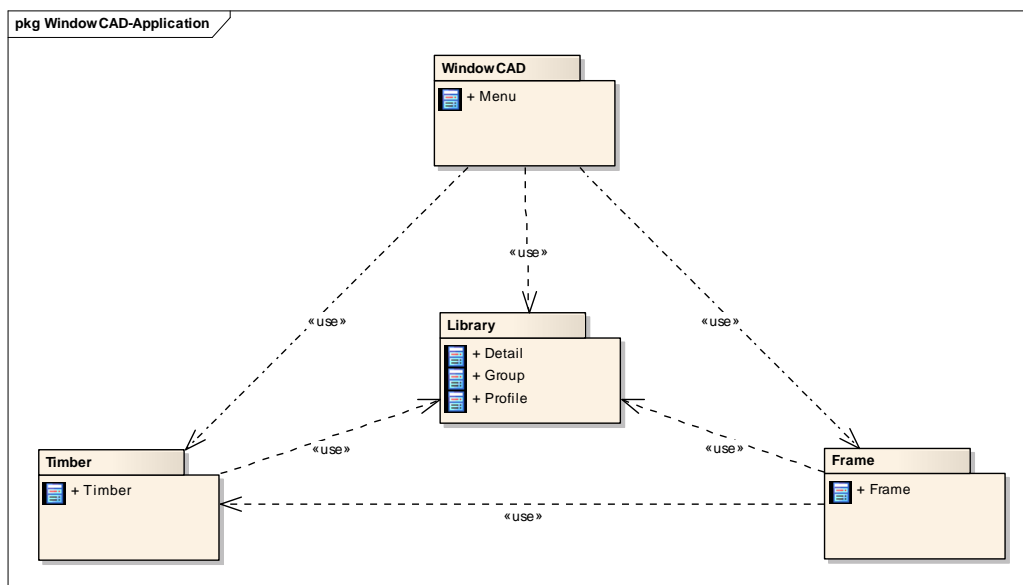 pkg WindowCAD-Application
WindowCAD
+ Menu
«use»
«use»
«use»
Library
+ Detail
+ Group
+ Profile
«use»
«use»
Timber
+ Timber
Frame
+ Frame
«use»